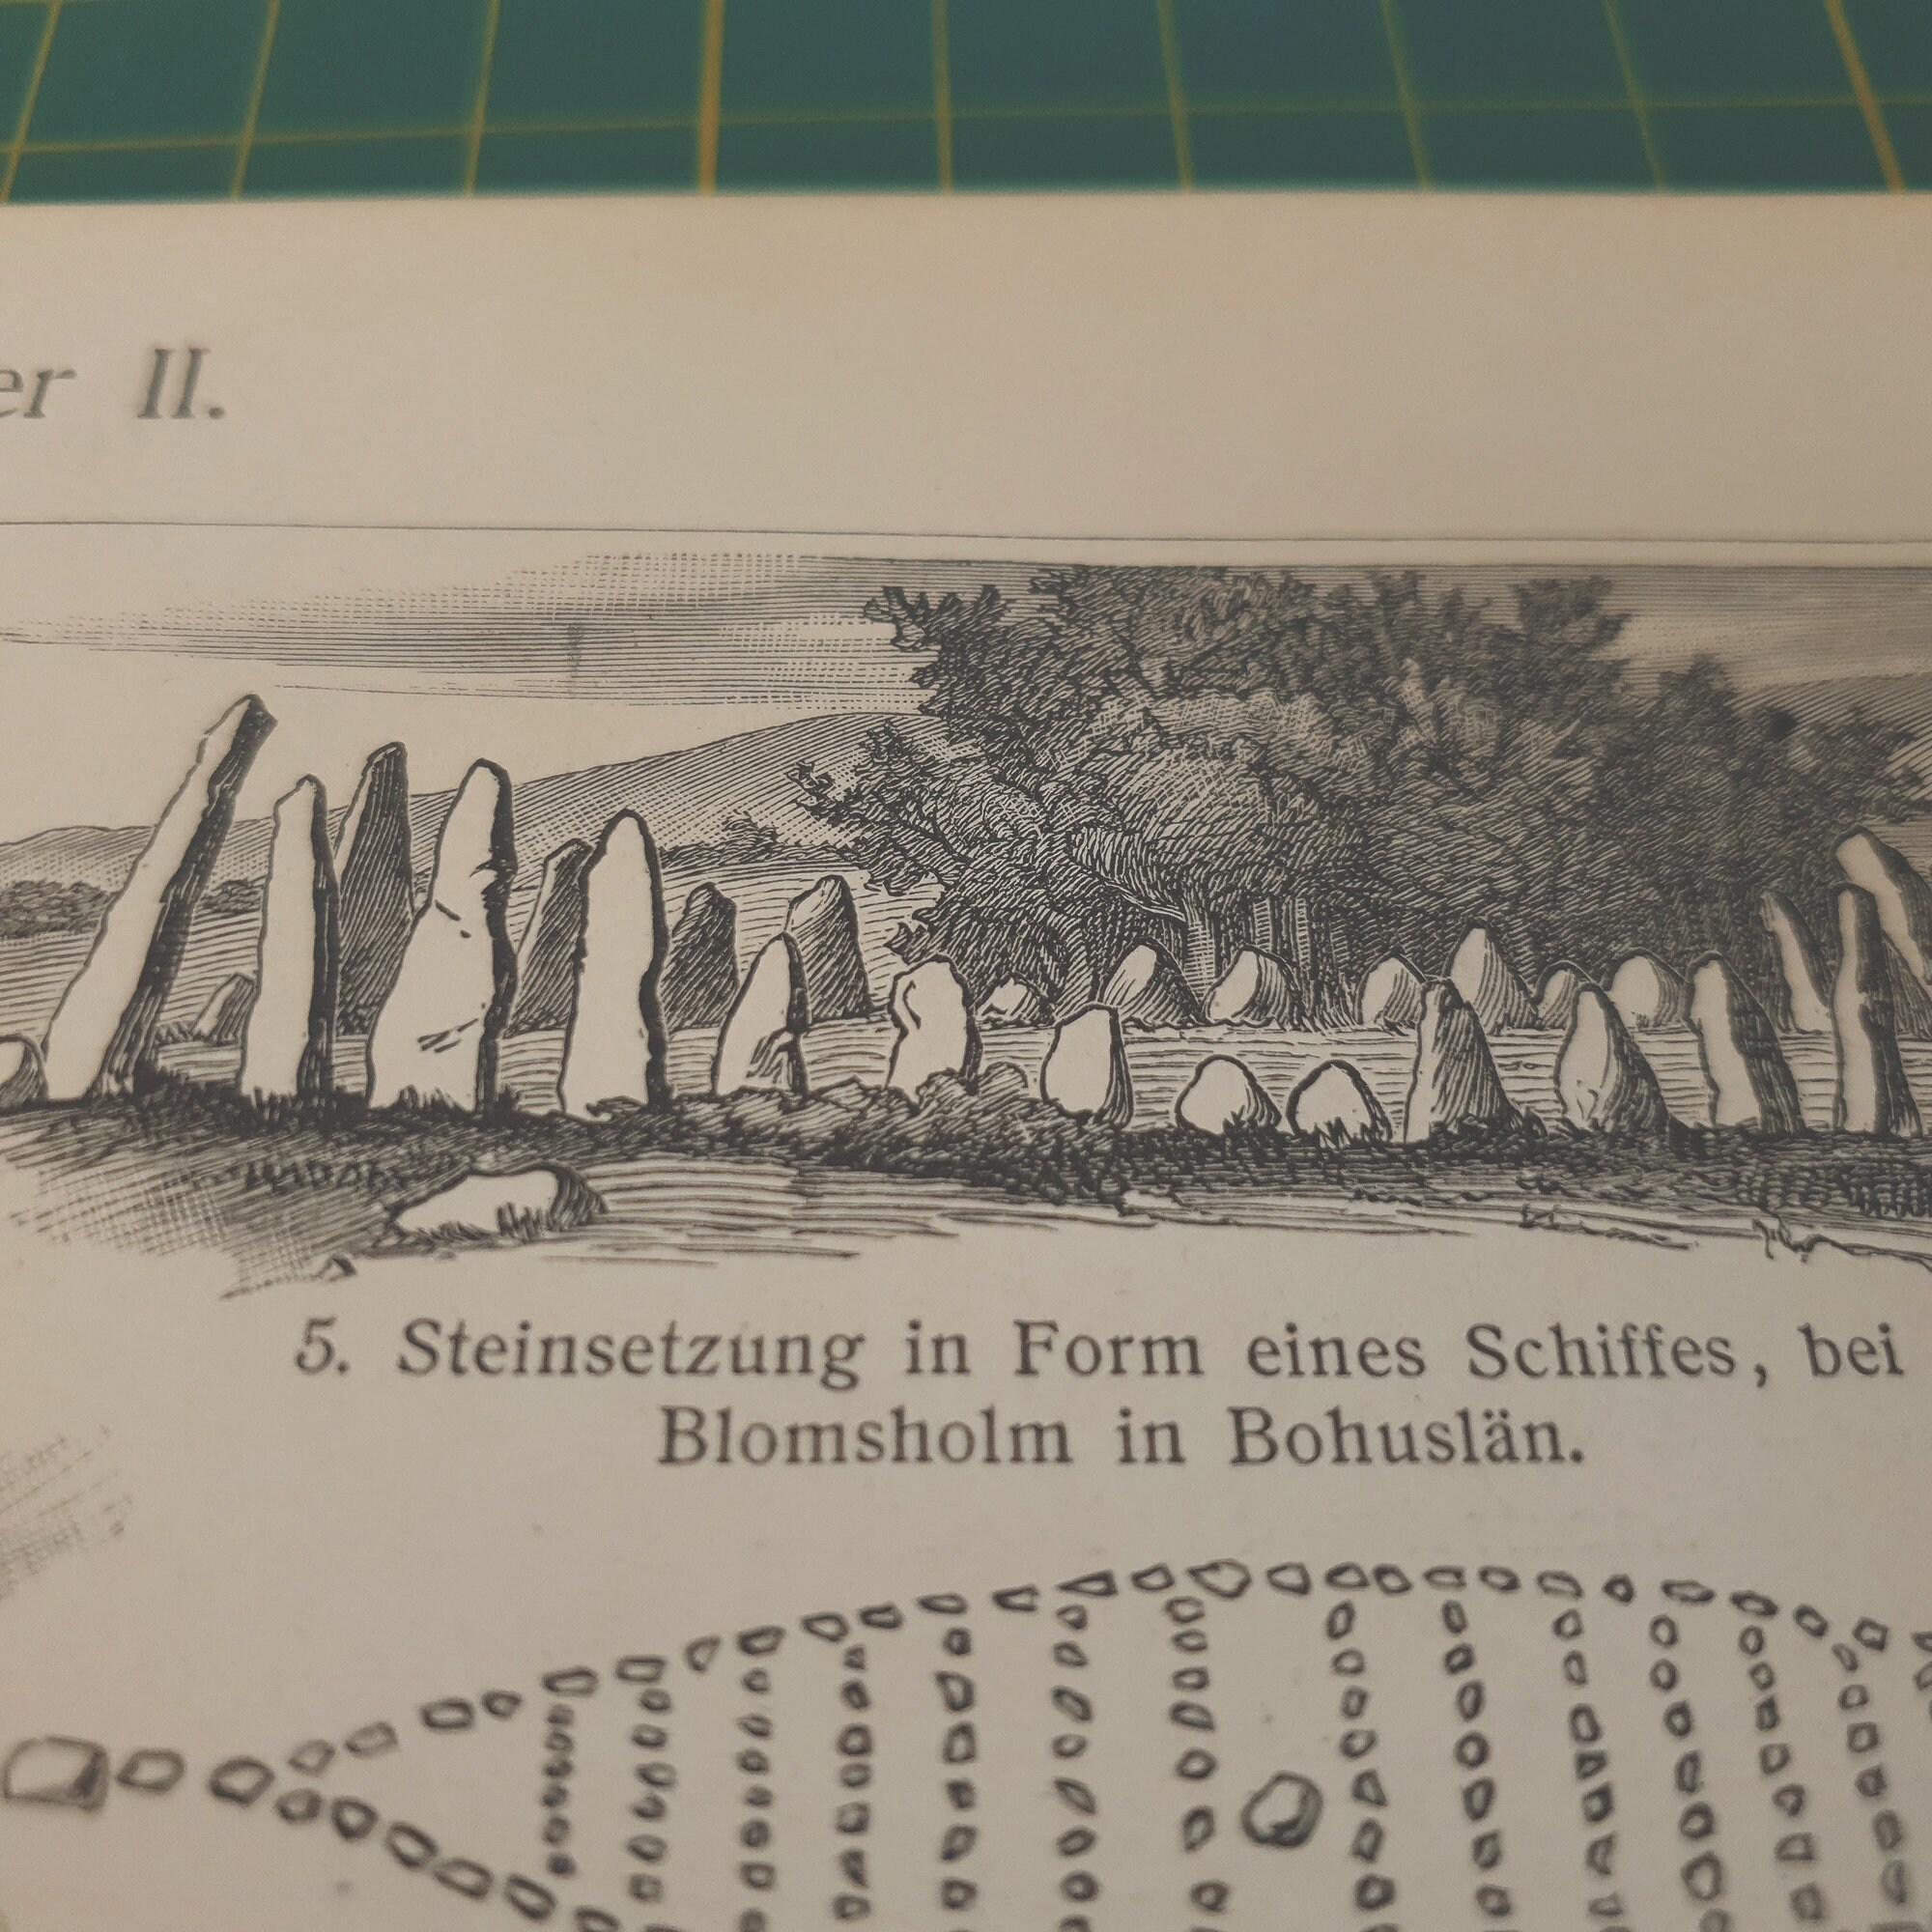 er II.
5. Steinsetzung in Form eines Schiffes, bei
Blomsholm in Bohuslän.